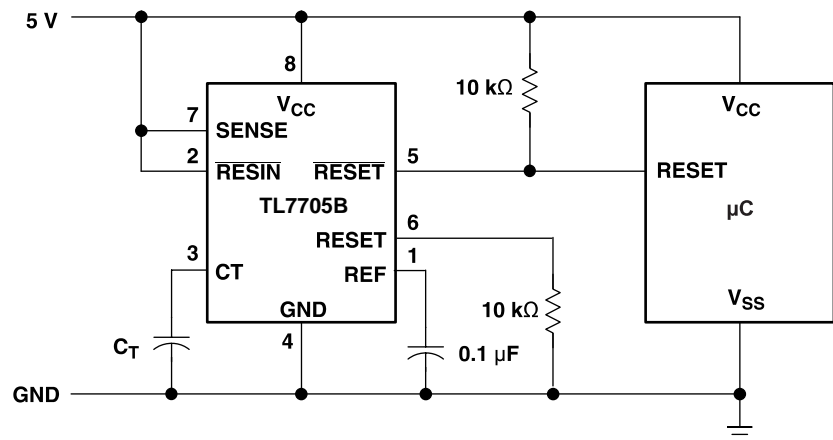 5 V
8
10 kΩ
VCC
VCC
7
SENSE
2
RESIN
RESET
5
RESET
TL7705B
µC
6
RESET
3
1
CT
REF
VSS
GND
10 kΩ
4
CT
0.1 µF
GND